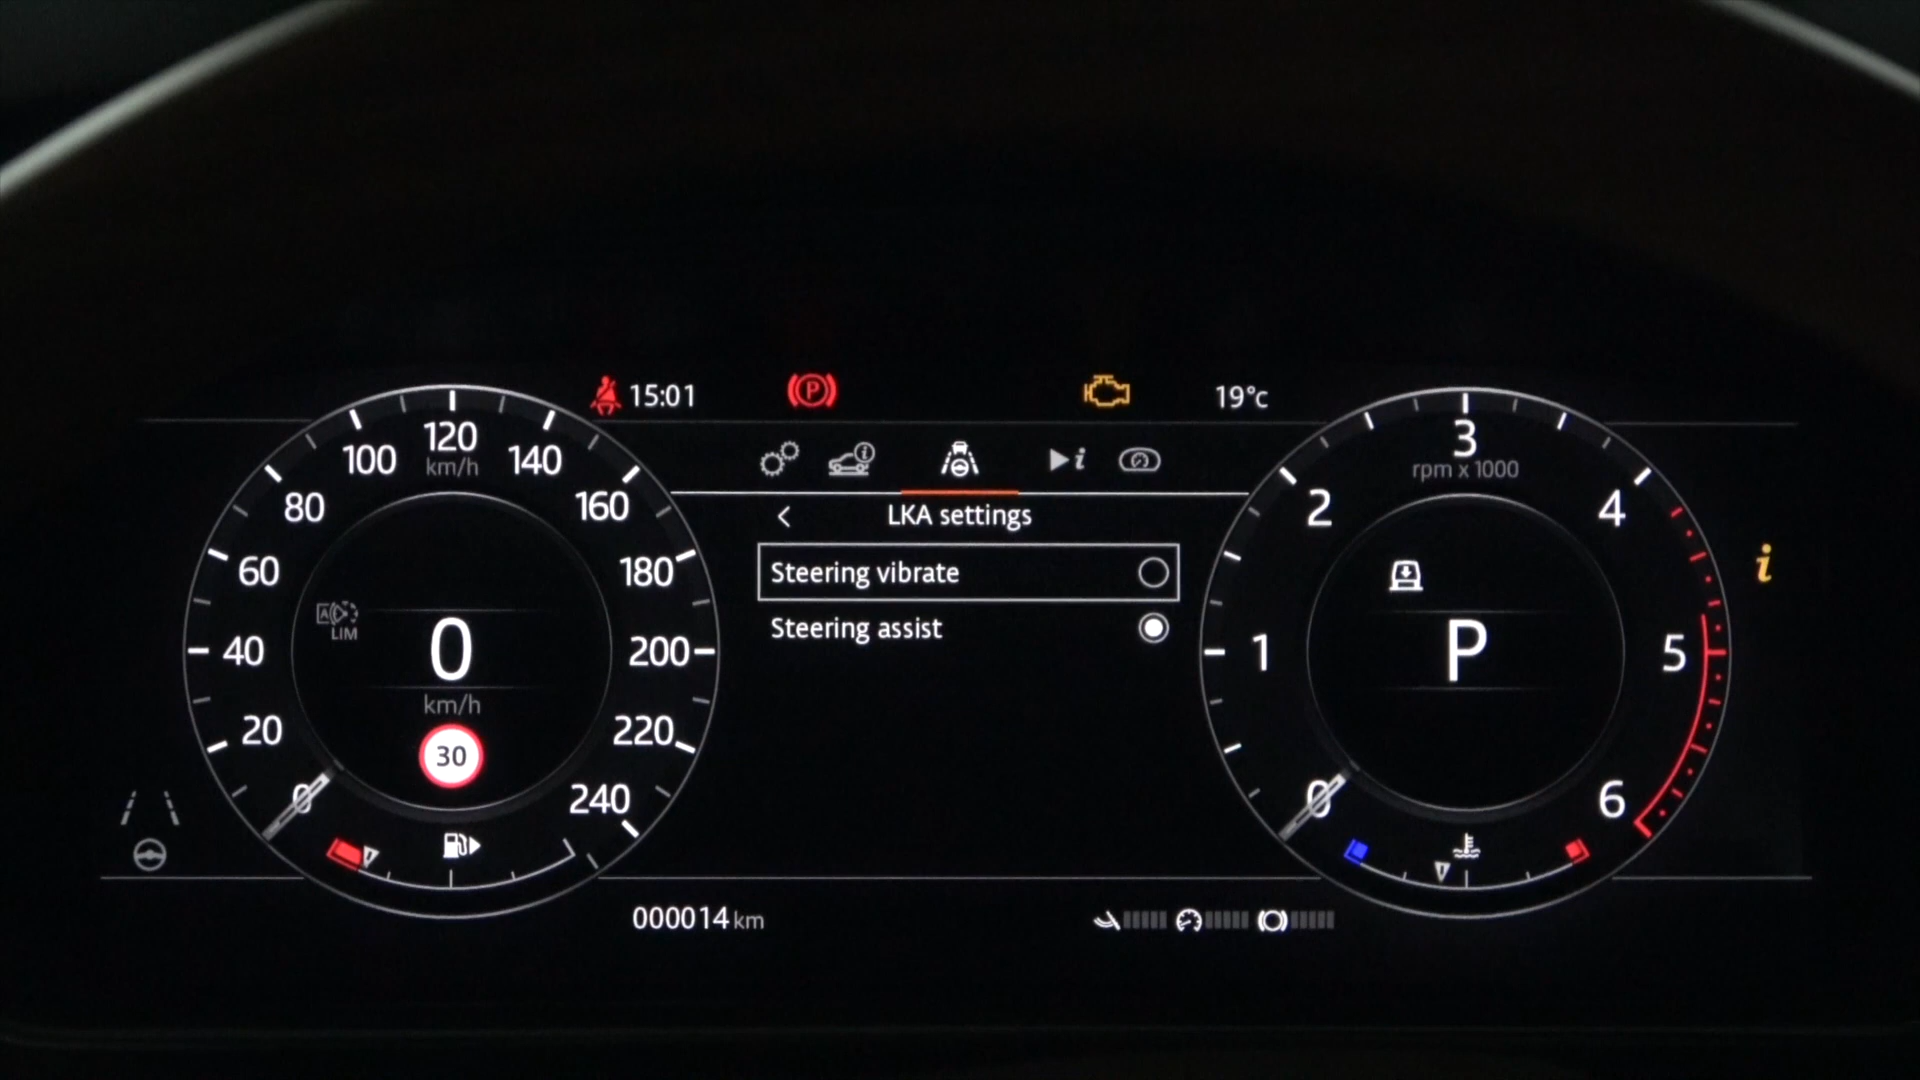 15:01
P
19°c
120
km/h
100
140
80
160
60
180
40
200
20
220
0
240
A
LIM
0
km/h
30
i
i
LKA settings
Steering vibrate
Steering assist
3
rpm x 1000
2
4
1
5
0
6
P
i
000014 km